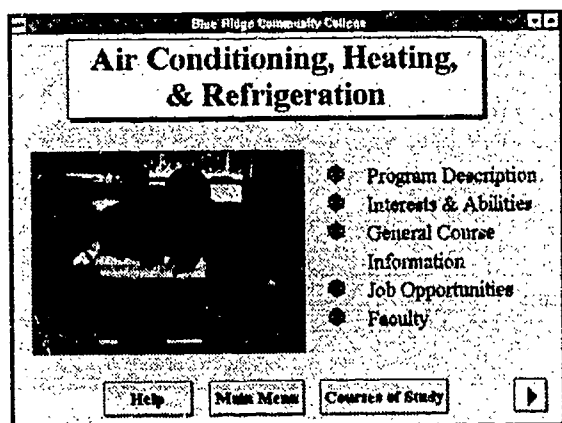 Blue Ridge Community College
Air Conditioning, Heating,
& Refrigeration
Program Description
Interests & Abilities
General Course
Information
Job Opportunities
Faculty
Help
Main Menu
Courses of Study